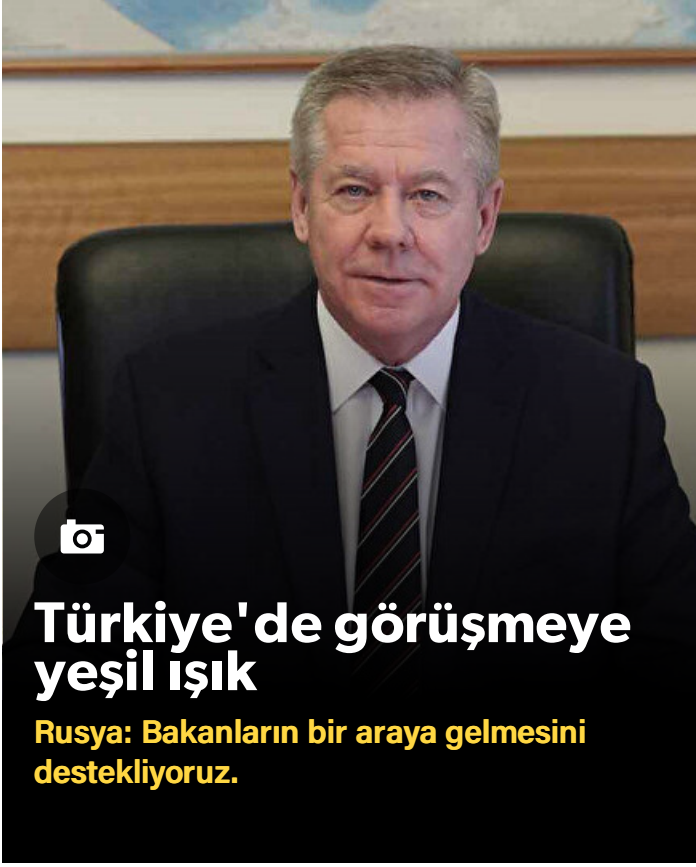 Türkiye'de görüşmeye
yeşil ışık
Rusya: Bakanların bir araya gelmesini
destekliyoruz.